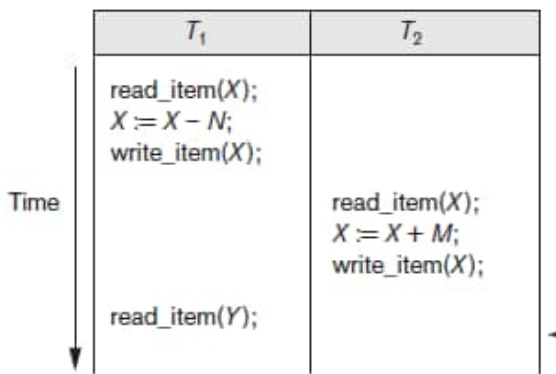 T1 T2
read_item(X);
X := X – N;
write_item(X);
Time
read_item(X);
X := X + M;
write_item(X);
read_item(Y);